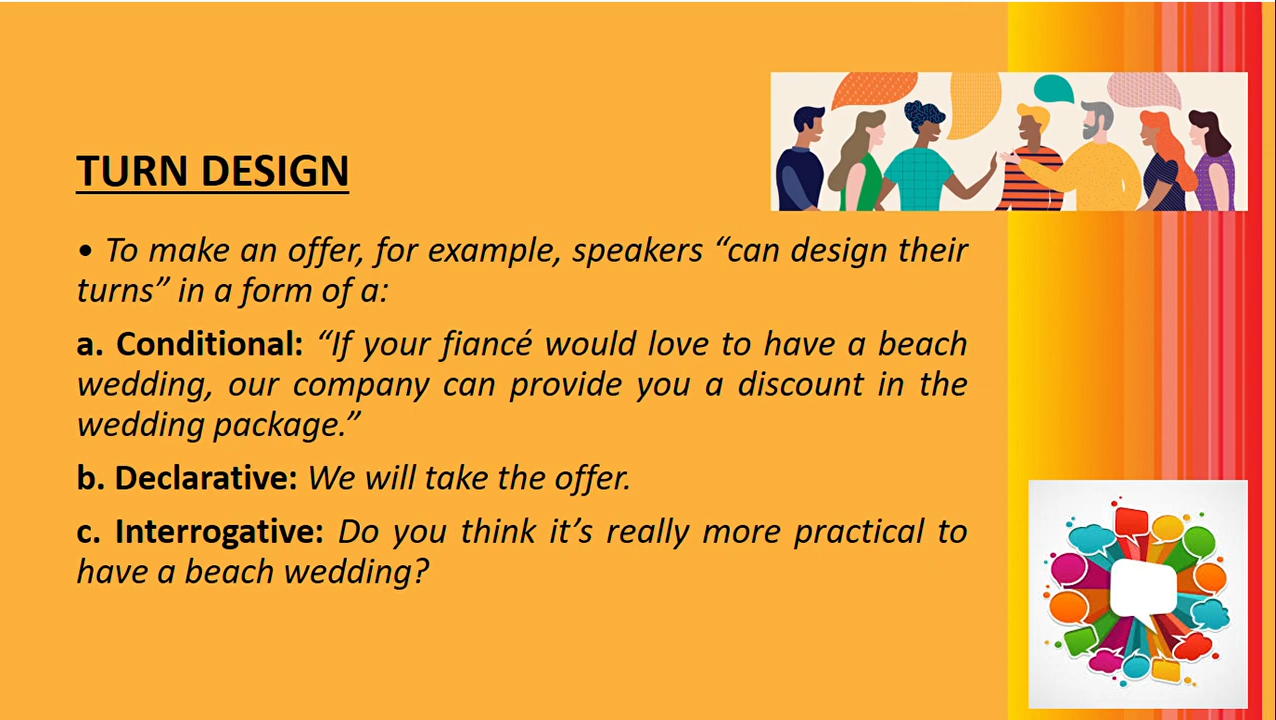 TURN DESIGN
• To make an offer, for example, speakers “can design their
turns” in a form of a:
a. Conditional: “If your fiancé would love to have a beach
wedding, our company can provide you a discount in the
wedding package.”
b. Declarative: We will take the offer.
c. Interrogative: Do you think it’s really more practical to
have a beach wedding?